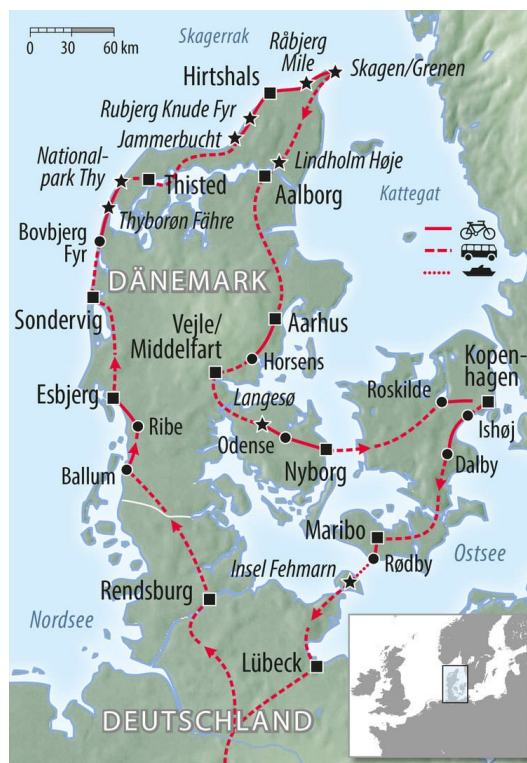 0 30 60 km
Skagerrak
Råbjerg
Mile
Skagen/Grenen
Hirtshals
Rubjerg Knude Fyr
Jammerbucht
Lindholm Høje
National-
park Thy
Thisted
Aalborg
Kattegat
Thyborøn Fähre
Bovbjerg
Fyr
DÄNEMARK
Sondervig
Vejle/
Middelfart
Aarhus
Horsens
Kopen-
hagen
Esbjerg
Langesø
Roskilde
Ribe
Odense
Ishøj
Ballum
Nyborg
Dalby
Maribo
Ostsee
Insel Fehmarn
Rødby
Rendsburg
Nordsee
Lübeck
DEUTSCHLAND